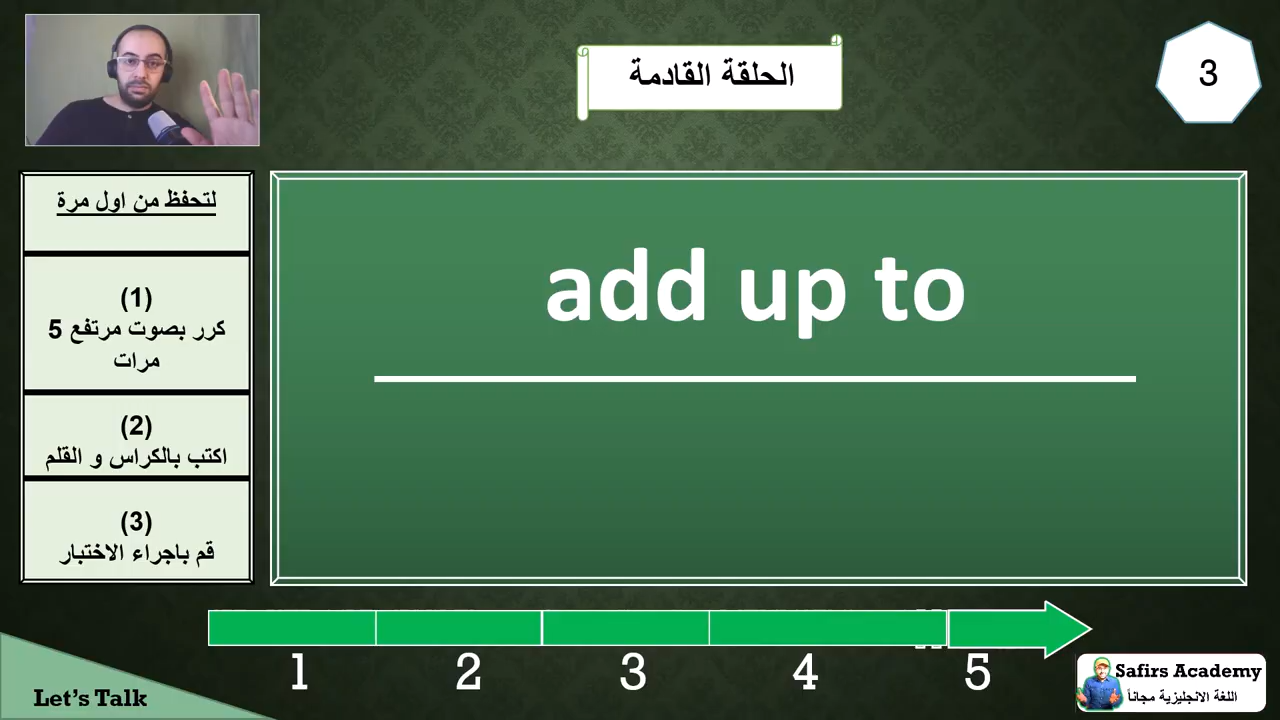 الحلقة القادمة
3
لتحفظ من اول مرة
(1)
كرر بصوت مرتفع 5
مرات
(2)
اكتب بالكراس و القلم
(3)
قم باجراء الاختبار
add up to
1 2 3 4 5
Let's Talk
Safirs Academy
اللغة الانجليزية مجاناً